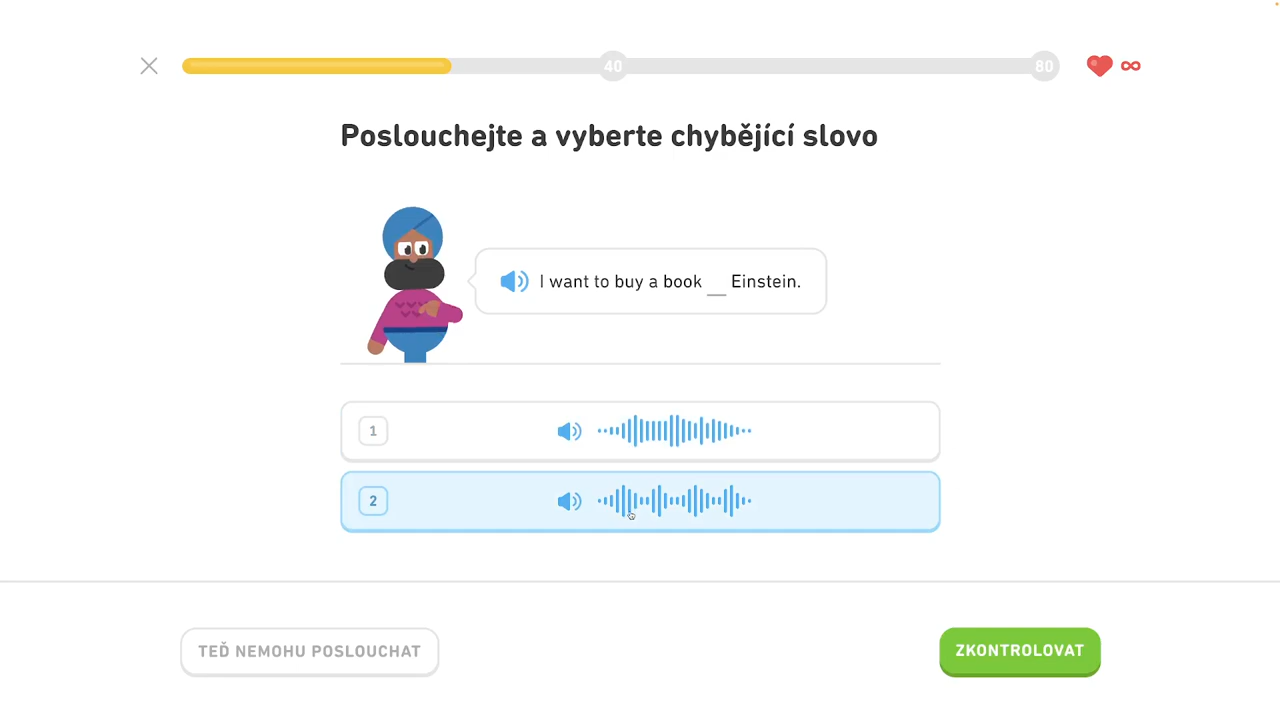 40
80
∞
Poslouchejte a vyberte chybějící slovo
I want to buy a book __ Einstein.
1
2
TEĎ NEMOHU POSLOUCHAT
ZKONTROLOVAT